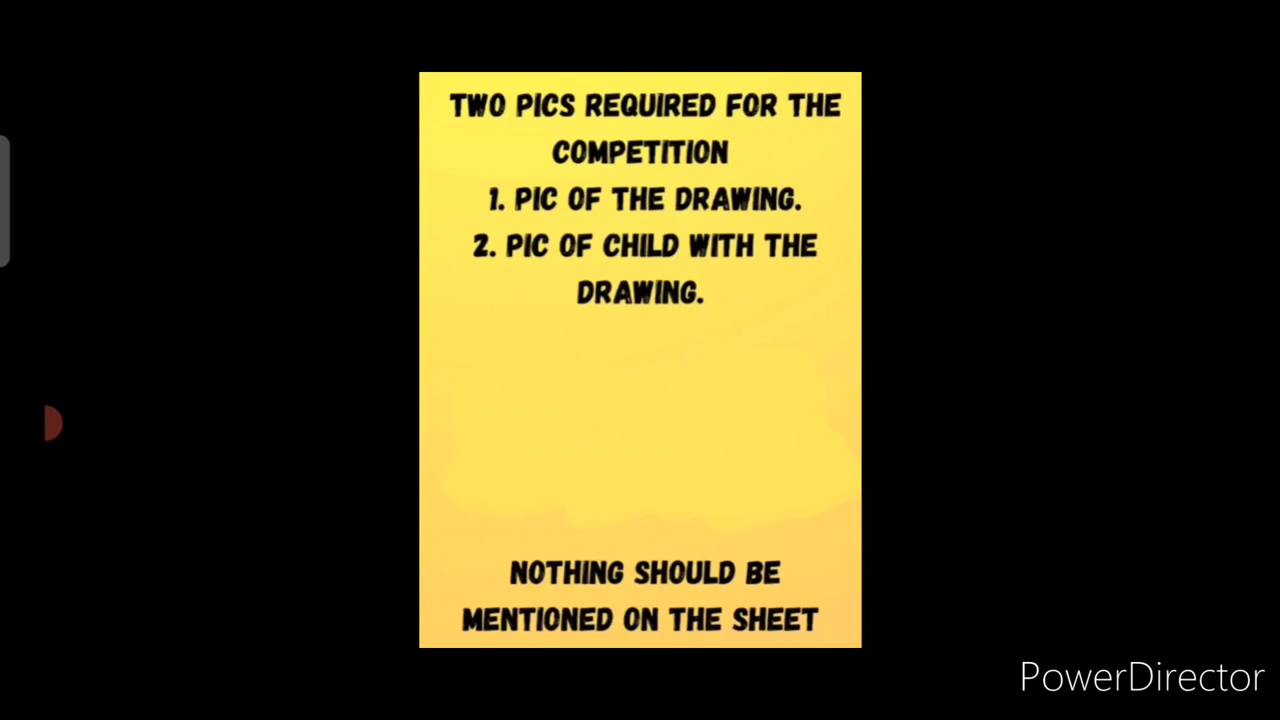 TWO PICS REQUIRED FOR THE
COMPETITION
1. PIC OF THE DRAWING.
2. PIC OF CHILD WITH THE
DRAWING.
NOTHING SHOULD BE
MENTIONED ON THE SHEET
PowerDirector